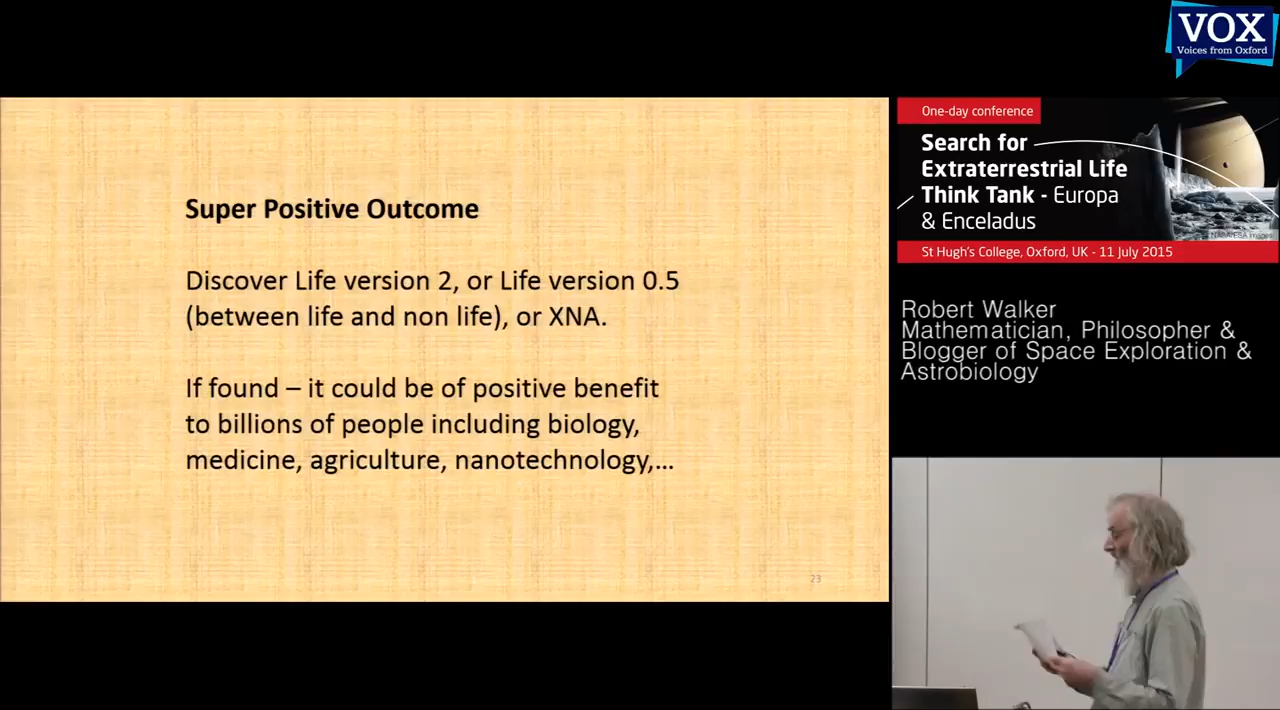 VOX
Voices from Oxford
One-day conference
Search for
Extraterrestrial Life
Think Tank - Europa
& Enceladus
St Hugh's College, Oxford, UK - 11 July 2015
Robert Walker
Mathematician, Philosopher &
Blogger of Space Exploration &
Astrobiology
Super Positive Outcome
Discover Life version 2, or Life version 0.5
(between life and non life), or XNA.
If found – it could be of positive benefit
to billions of people including biology,
medicine, agriculture, nanotechnology,...
23